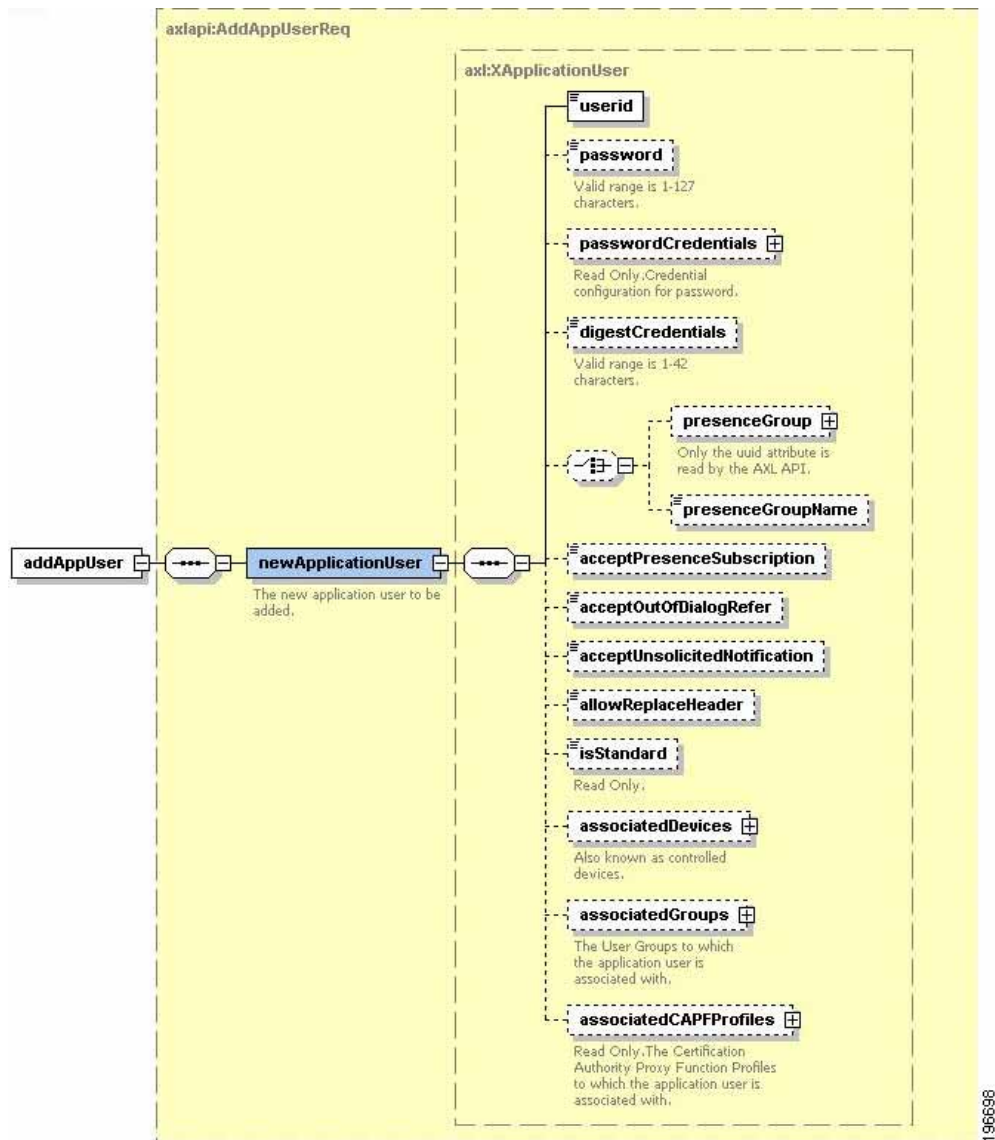 axlapi:AddAppUserReq
axl:XApplicationUser
userid
password
Valid range is 1-127
characters.
passwordCredentials
Read Only.Credential
configuration for password.
digestCredentials
Valid range is 1-42
characters.
presenceGroup
Only the uuid attribute is
read by the AXL API.
presenceGroupName
addAppUser
newApplicationUser
The new application user to be
added.
acceptPresenceSubscription
acceptOutOfDialogRefer
acceptUnsolicitedNotification
allowReplaceHeader
isStandard
Read Only.
associatedDevices
Also known as controlled
devices.
associatedGroups
The User Groups to which
the application user is
associated with.
associatedCAPFProfiles
Read Only.The Certification
Authority Proxy Function Profiles
to which the application user is
associated with.
196698